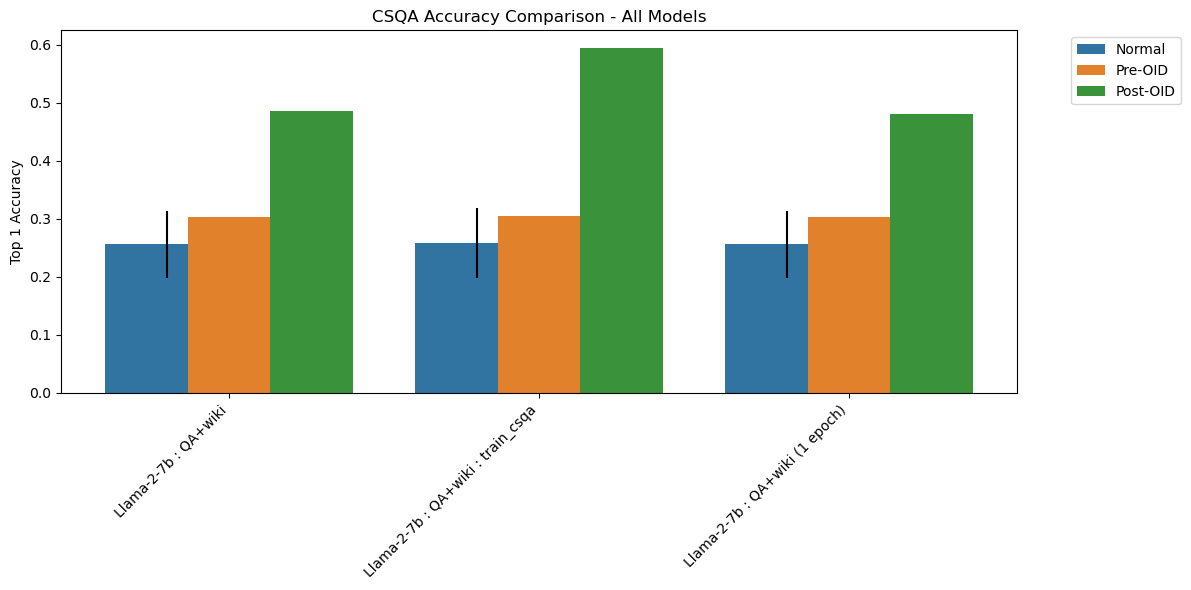 CSQA Accuracy Comparison - All Models
Normal
Pre-OID
Post-OID
Top 1 Accuracy
0.6
0.5
0.4
0.3
0.2
0.1
0.0
Llama-2-7b : QA+wiki
Llama-2-7b : QA+wiki : train_csqa
Llama-2-7b : QA+wiki (1 epoch)